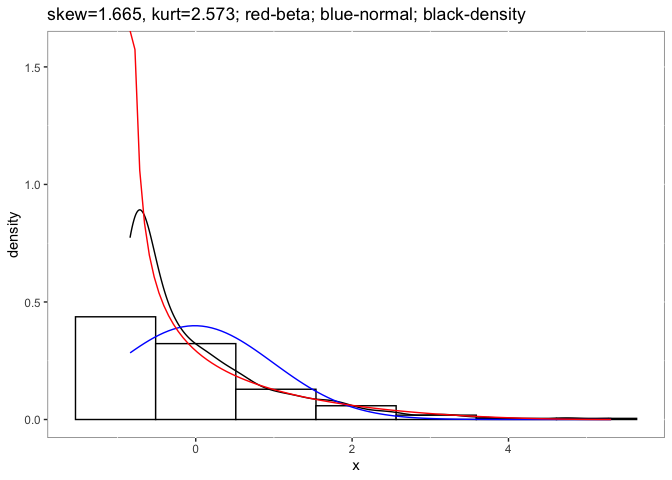 skew=1.665, kurt=2.573; red-beta; blue-normal; black-density
1.5
1.0
0.5
0.0
density
0 2 4
x